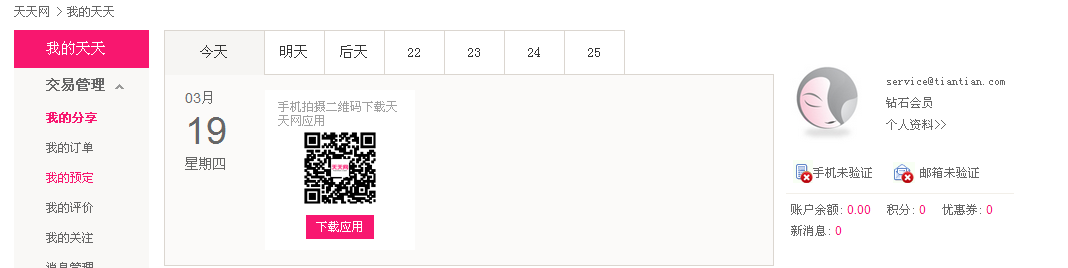 天天网 > 我的天天
我的天天
交易管理
我的分享
我的订单
我的预定
我的评价
我的关注
消息管理
今天 明天 后天 22 23 24 25
03月
19
星期四
手机拍摄二维码下载天
天网应用
天天网
下载应用
service@tiantian.com
钻石会员
个人资料>>
手机未验证 邮箱未验证
账户余额: 0.00 积分: 0 优惠券: 0
新消息: 0